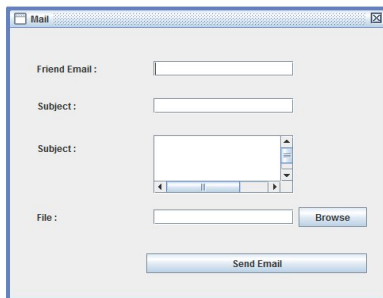 Mail
Friend Email :
Subject :
Subject :
File :
Browse
Send Email